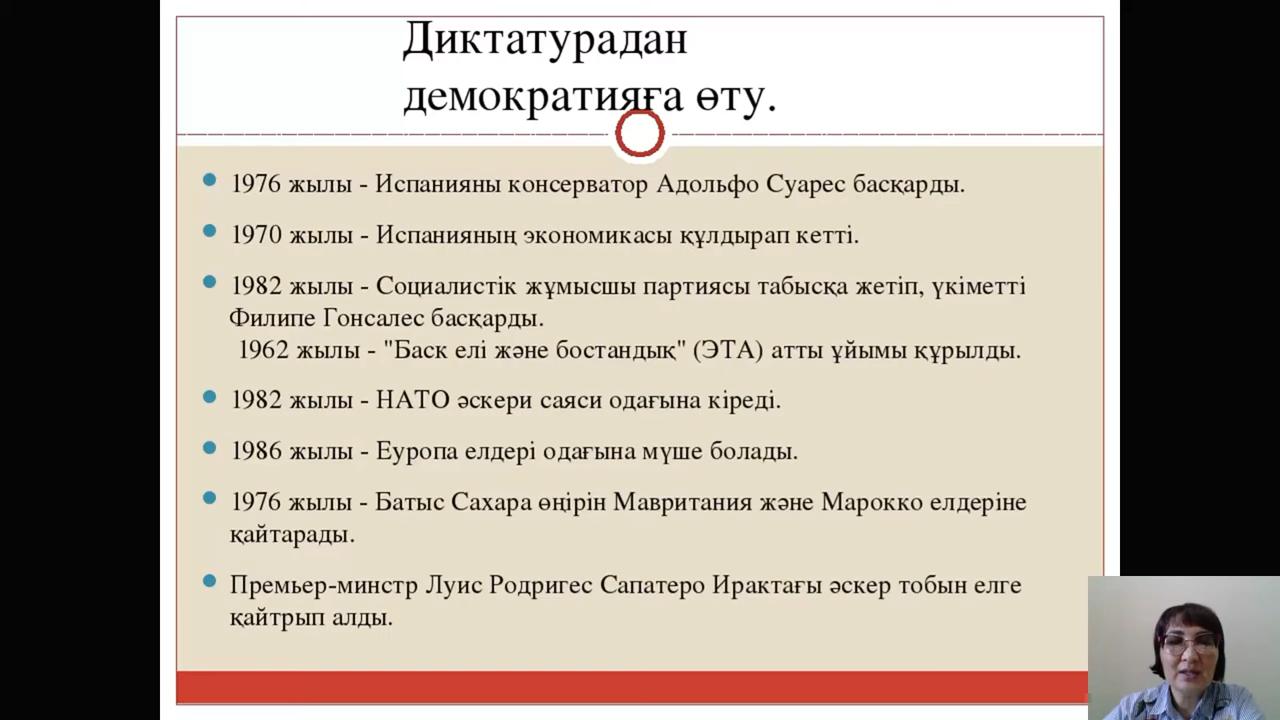 Диктатурадан
демократияға өту.
1976 жылы - Испанияны консерватор Адольфо Суарес басқарды.
1970 жылы - Испанияның экономикасы құлдырап кетті.
1982 жылы - Социалистік жұмысшы партиясы табысқа жетіп, үкіметті
Филипе Гонсалес басқарды.
1962 жылы - "Баск елі және бостандық" (ЭТА) атты ұйымы құрылды.
1982 жылы - НАТО әскери саяси одағына кіреді.
1986 жылы - Еуропа елдері одағына мүше болады.
1976 жылы - Батыс Сахара өңірін Мавритания және Марокко елдеріне
қайтарады.
Премьер-минстр Луис Родригес Сапатеро Ирактағы әскер тобын елге
қайтрып алды.